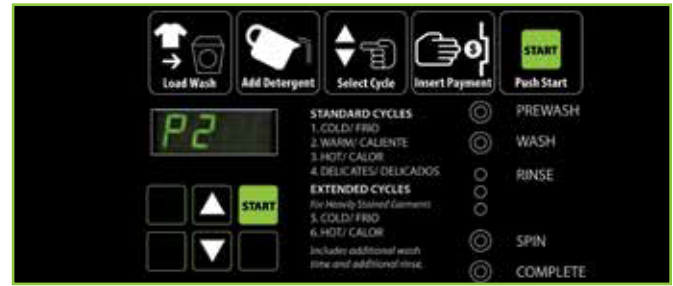 Load Wash
Add Detergent
Select Cycle
$
Insert Payment
START
Push Start
P2
START
STANDARD CYCLES
1. COLD/ FRIO
2. WARM/ CALIENTE
3. HOT/ CALOR
4. DELICATES/ DELICADOS
EXTENDED CYCLES
For Heavily Stained Garments
5. COLD/ FRIO
6. HOT/ CALOR
Includes additional wash
time and additional rinse.
PREWASH
WASH
RINSE
SPIN
COMPLETE